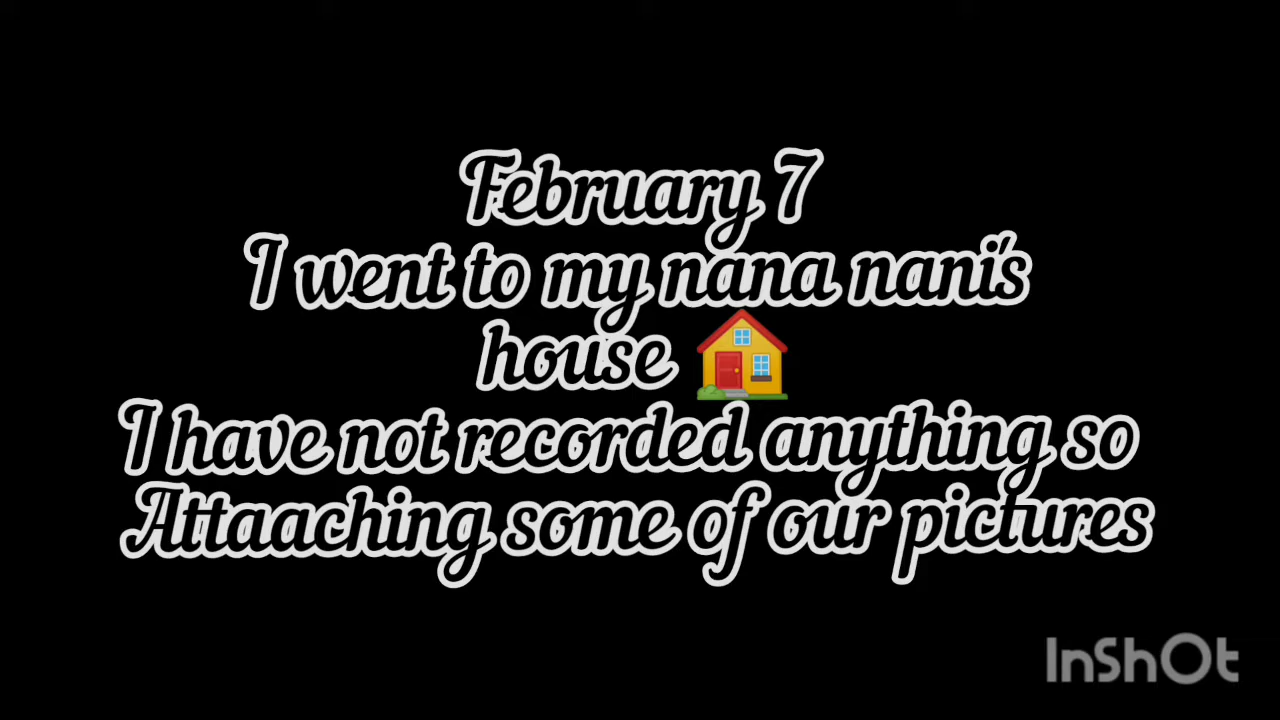 February 7
I went to my nana nani's
house 🏠
I have not recorded anything so
Attaaching some of our pictures
InShOt